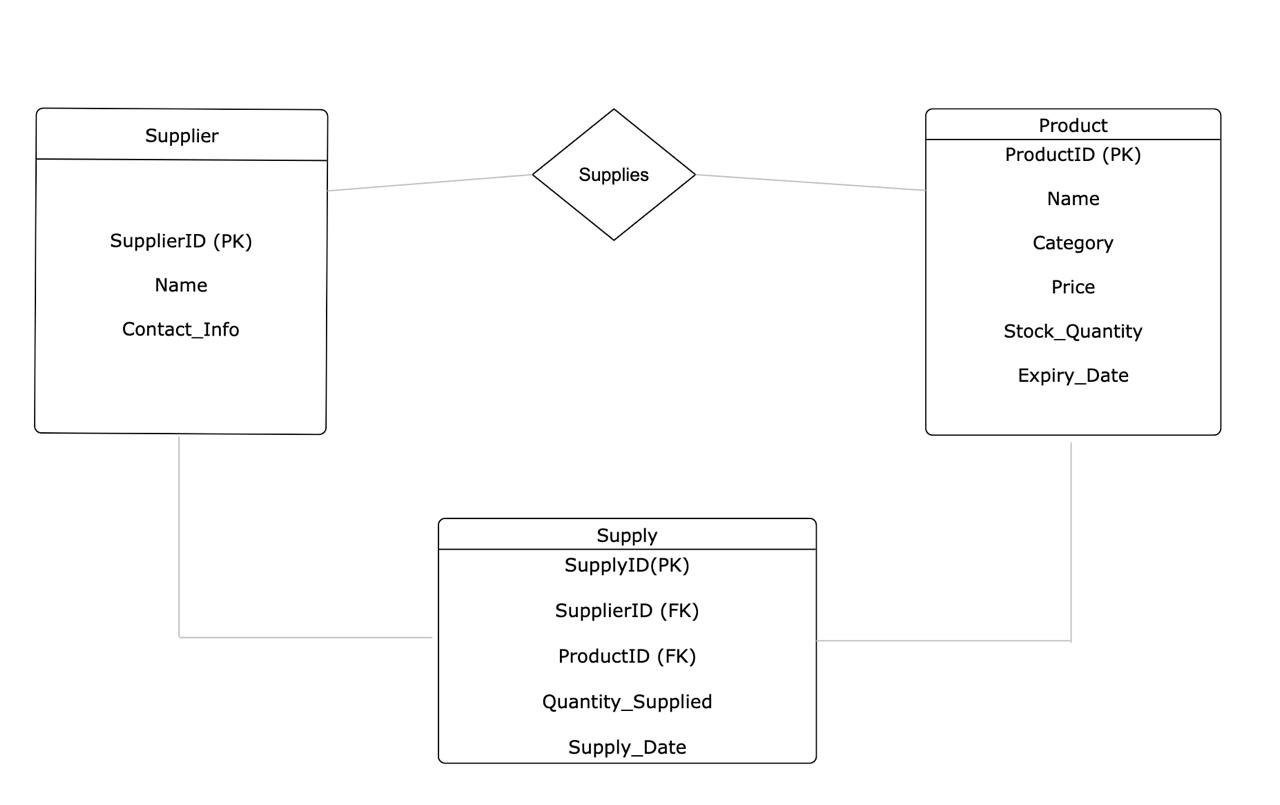 Supplier
SupplierID (PK)
Name
Contact_Info
Supplies
Product
ProductID (PK)
Name
Category
Price
Stock_Quantity
Expiry_Date
Supply
SupplyID(PK)
SupplierID (FK)
ProductID (FK)
Quantity_Supplied
Supply_Date